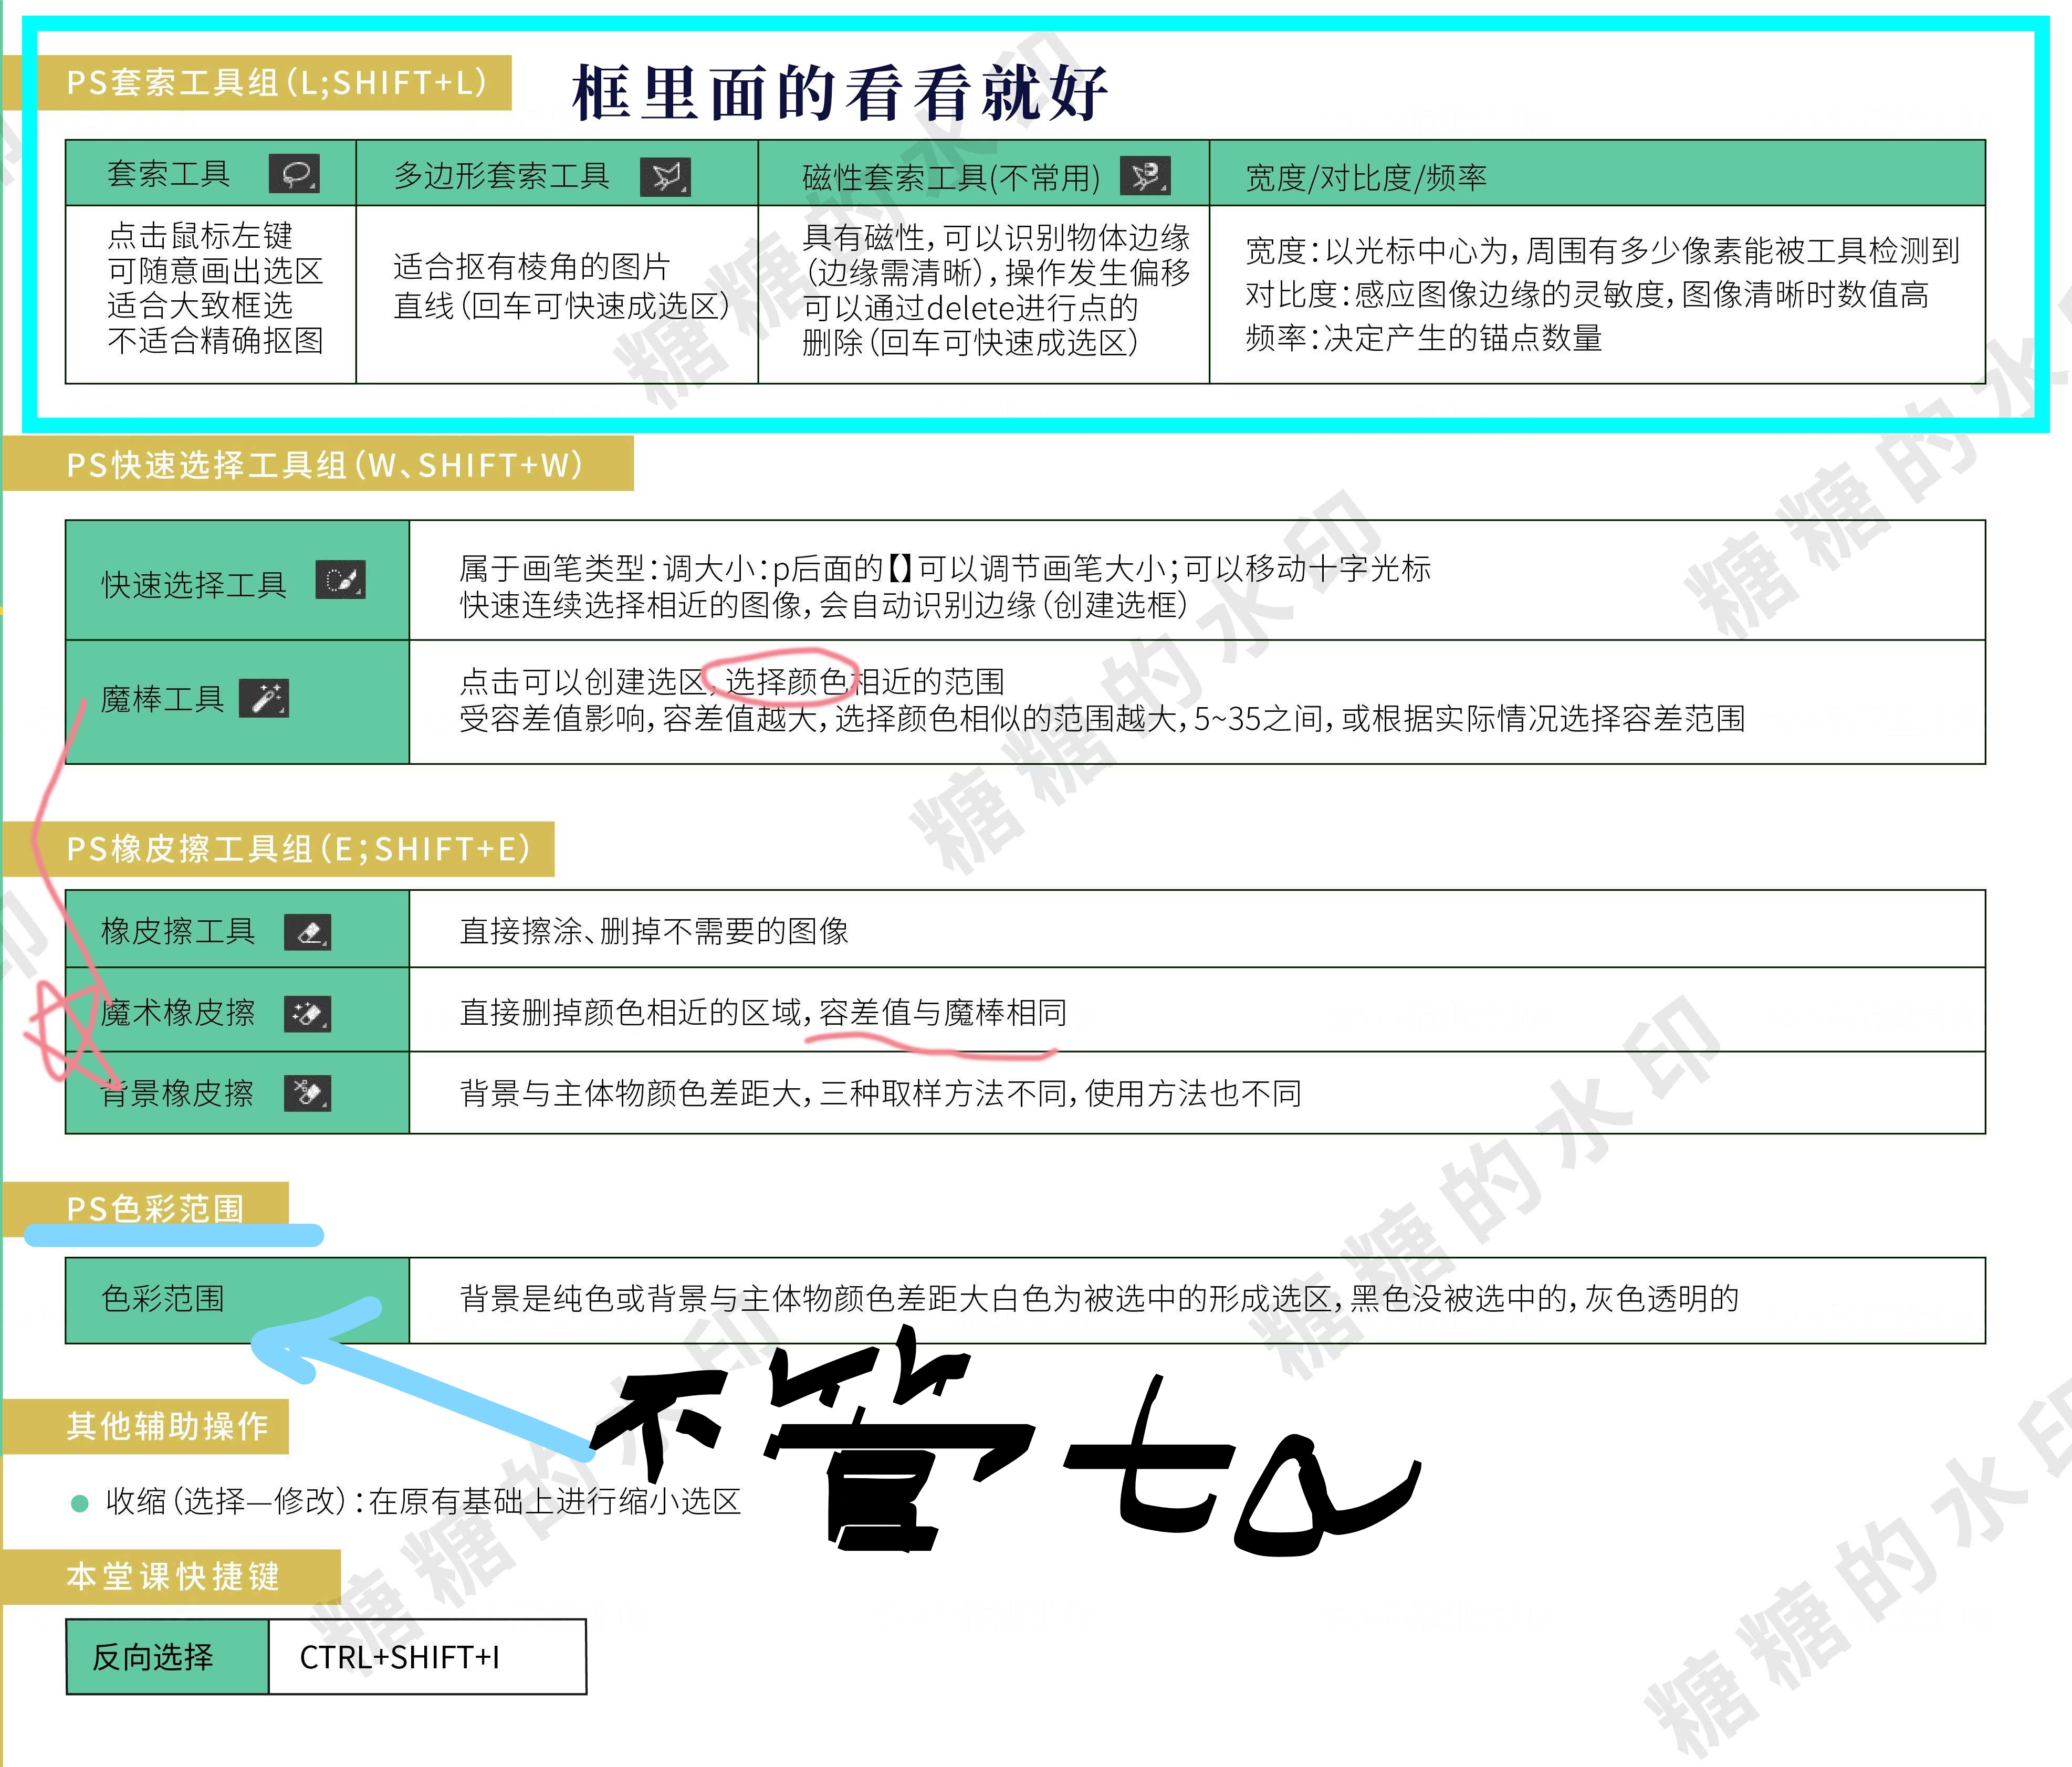 PS套索工具组（L;SHIFT+L）
框里面的看看就好
套索工具
多边形套索工具
磁性套索工具(不常用)
宽度/对比度/频率
点击鼠标左键
可随意画出选区
适合大致框选
不适合精确抠图
适合抠有棱角的图片
直线（回车可快速成选区）
具有磁性，可以识别物体边缘
（边缘需清晰），操作发生偏移
可以通过delete进行点的
删除（回车可快速成选区）
宽度：以光标中心为，周围有多少像素能被工具检测到
对比度：感应图像边缘的灵敏度，图像清晰时数值高
频率：决定产生的锚点数量
PS快速选择工具组（W、SHIFT+W）
快速选择工具
属于画笔类型：调大小：p后面的【】可以调节画笔大小；可以移动十字光标
快速连续选择相近的图像，会自动识别边缘（创建选框）
魔棒工具
点击可以创建选区，选择颜色相近的范围
受容差值影响，容差值越大，选择颜色相似的范围越大，5~35之间，或根据实际情况选择容差范围
PS橡皮擦工具组（E；SHIFT+E）
橡皮擦工具
直接擦涂、删掉不需要的图像
魔术橡皮擦
直接删掉颜色相近的区域，容差值与魔棒相同
背景橡皮擦
背景与主体物颜色差距大，三种取样方法不同，使用方法也不同
PS色彩范围
色彩范围
背景是纯色或背景与主体物颜色差距大白色为被选中的形成选区，黑色没被选中的，灰色透明的
不管ta
其他辅助操作
收缩（选择—修改）：在原有基础上进行缩小选区
本堂课快捷键
反向选择
CTRL+SHIFT+I
糖糖的水印
糖糖的水印
糖糖的水印
糖糖的水印
糖糖的水印
糖糖的水印
印
印